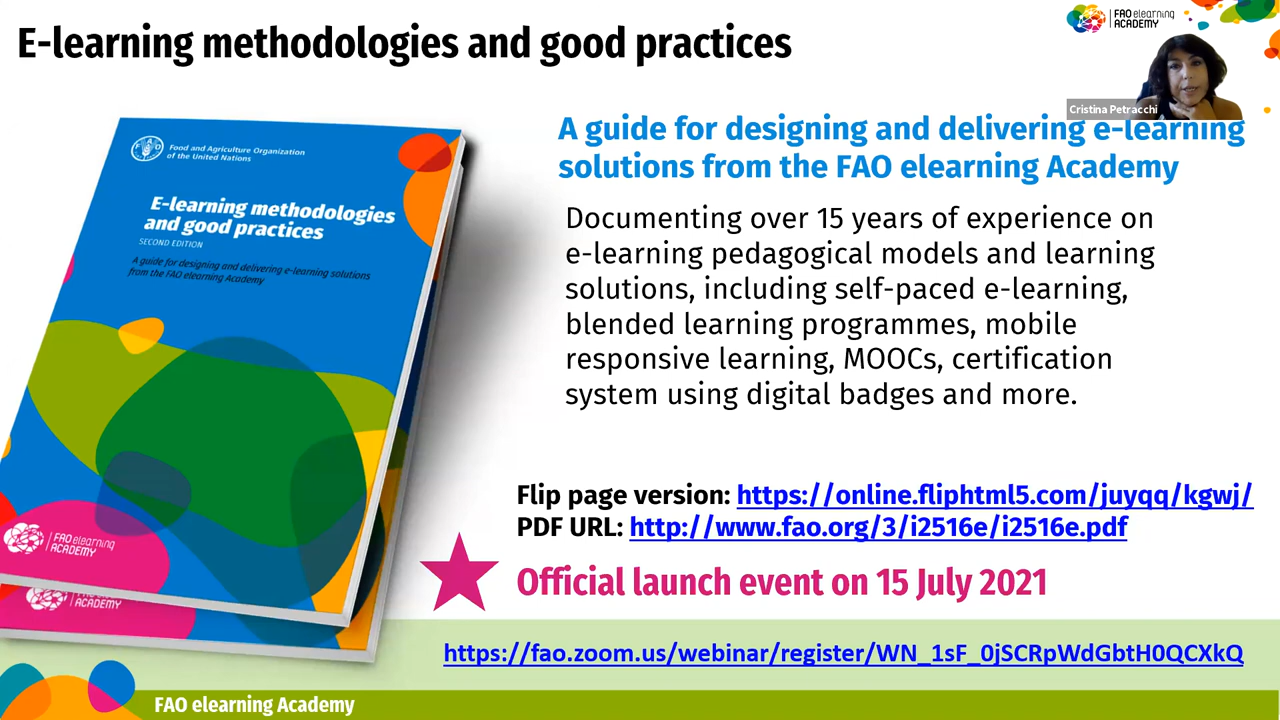 E-learning methodologies and good practices
FAO elearning
ACADEMY
Cristina Petracchi
A guide for designing and delivering e-learning
solutions from the FAO elearning Academy
Documenting over 15 years of experience on
e-learning pedagogical models and learning
solutions, including self-paced e-learning,
blended learning programmes, mobile
responsive learning, MOOCs, certification
system using digital badges and more.
Food and Agriculture Organization
of the United Nations
E-learning methodologies
and good practices
SECOND EDITION
A guide for designing and delivering e-learning solutions
from the FAO elearning Academy
FAO elearning
ACADEMY
ACADEMY
Flip page version: https://online.fliphtml5.com/juyqq/kgwj/
PDF URL: http://www.fao.org/3/i2516e/i2516e.pdf
Official launch event on 15 July 2021
https://fao.zoom.us/webinar/register/WN_1sF_0jSCRpWdGbtH0QCXkQ
FAO elearning Academy